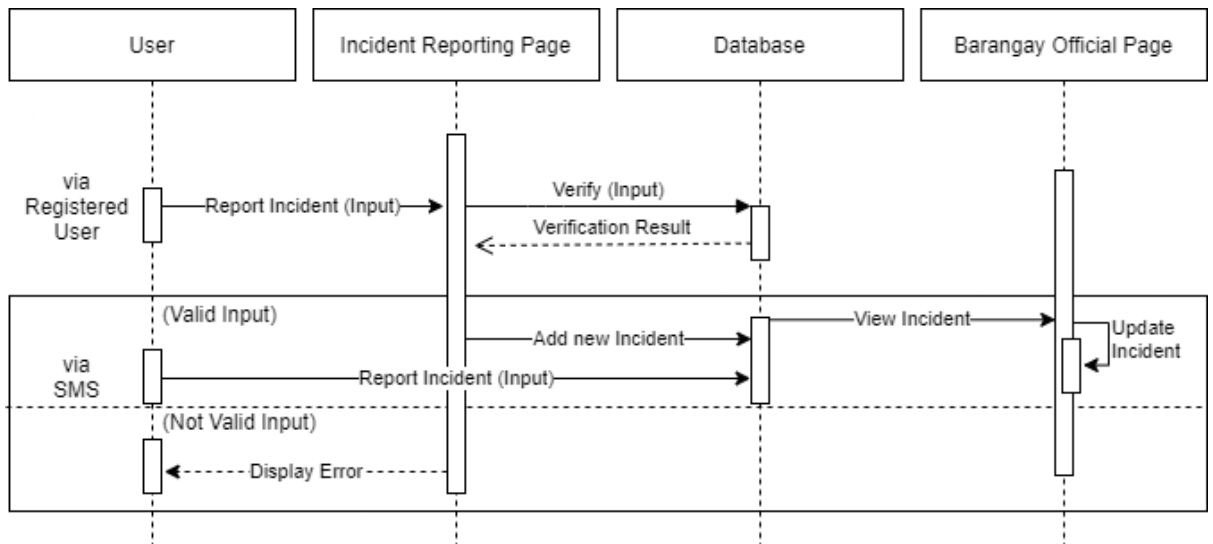 User
Incident Reporting Page
Database
Barangay Official Page
via
Registered
User
Report Incident (Input)
Verify (Input)
Verification Result
(Valid Input)
View Incident
Add new Incident
Update
Incident
via
SMS
Report Incident (Input)
(Not Valid Input)
Display Error